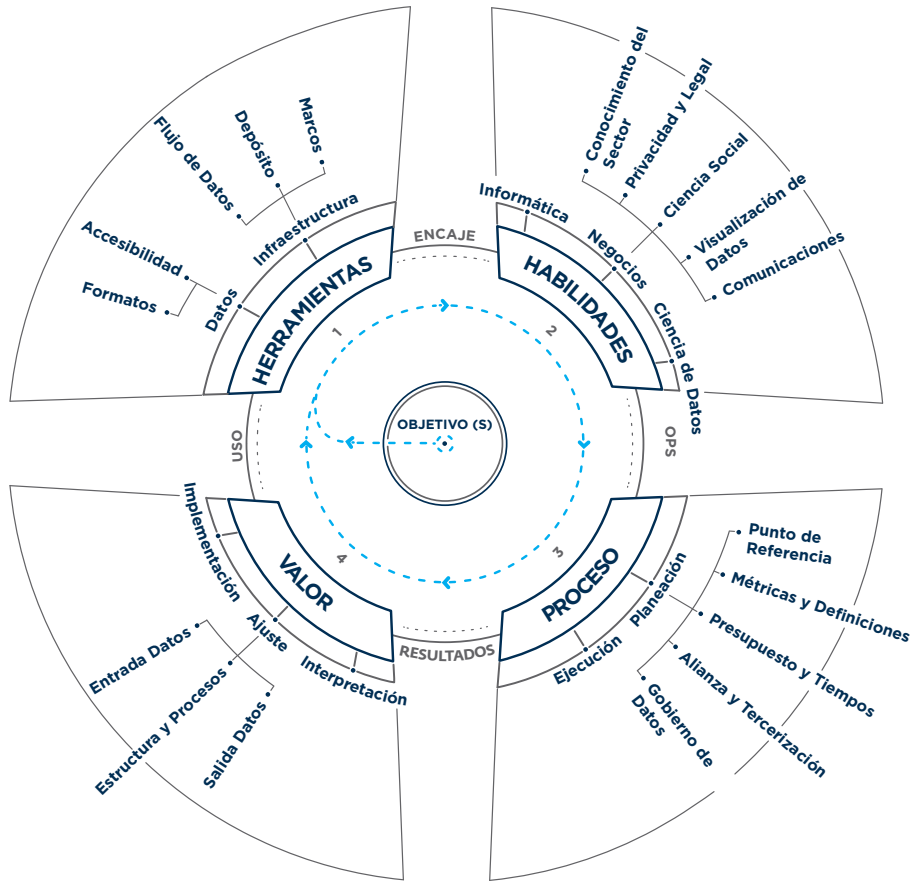 Marcos
Depósito
Flujo de Datos
Infraestructura
Accesibilidad
Formatos
Datos
HERRAMIENTAS
1
ENCAJE
Conocimiento del
Sector
Privacidad y Legal
Ciencia Social
Visualización de
Datos
Comunicaciones
Informática
Negocios
Ciencia de Datos
HABILIDADES
2
OBJETIVO (S)
USO
OPS
Implementación
Ajuste
Interpretación
VALOR
4
Entrada Datos
Estructura y Procesos
Salida Datos
RESULTADOS
3
PROCESO
Planeación
Ejecución
Punto de
Referencia
Métricas y Definiciones
Presupuesto y Tiempos
Alianza y Tercerización
Gobierno de
Datos